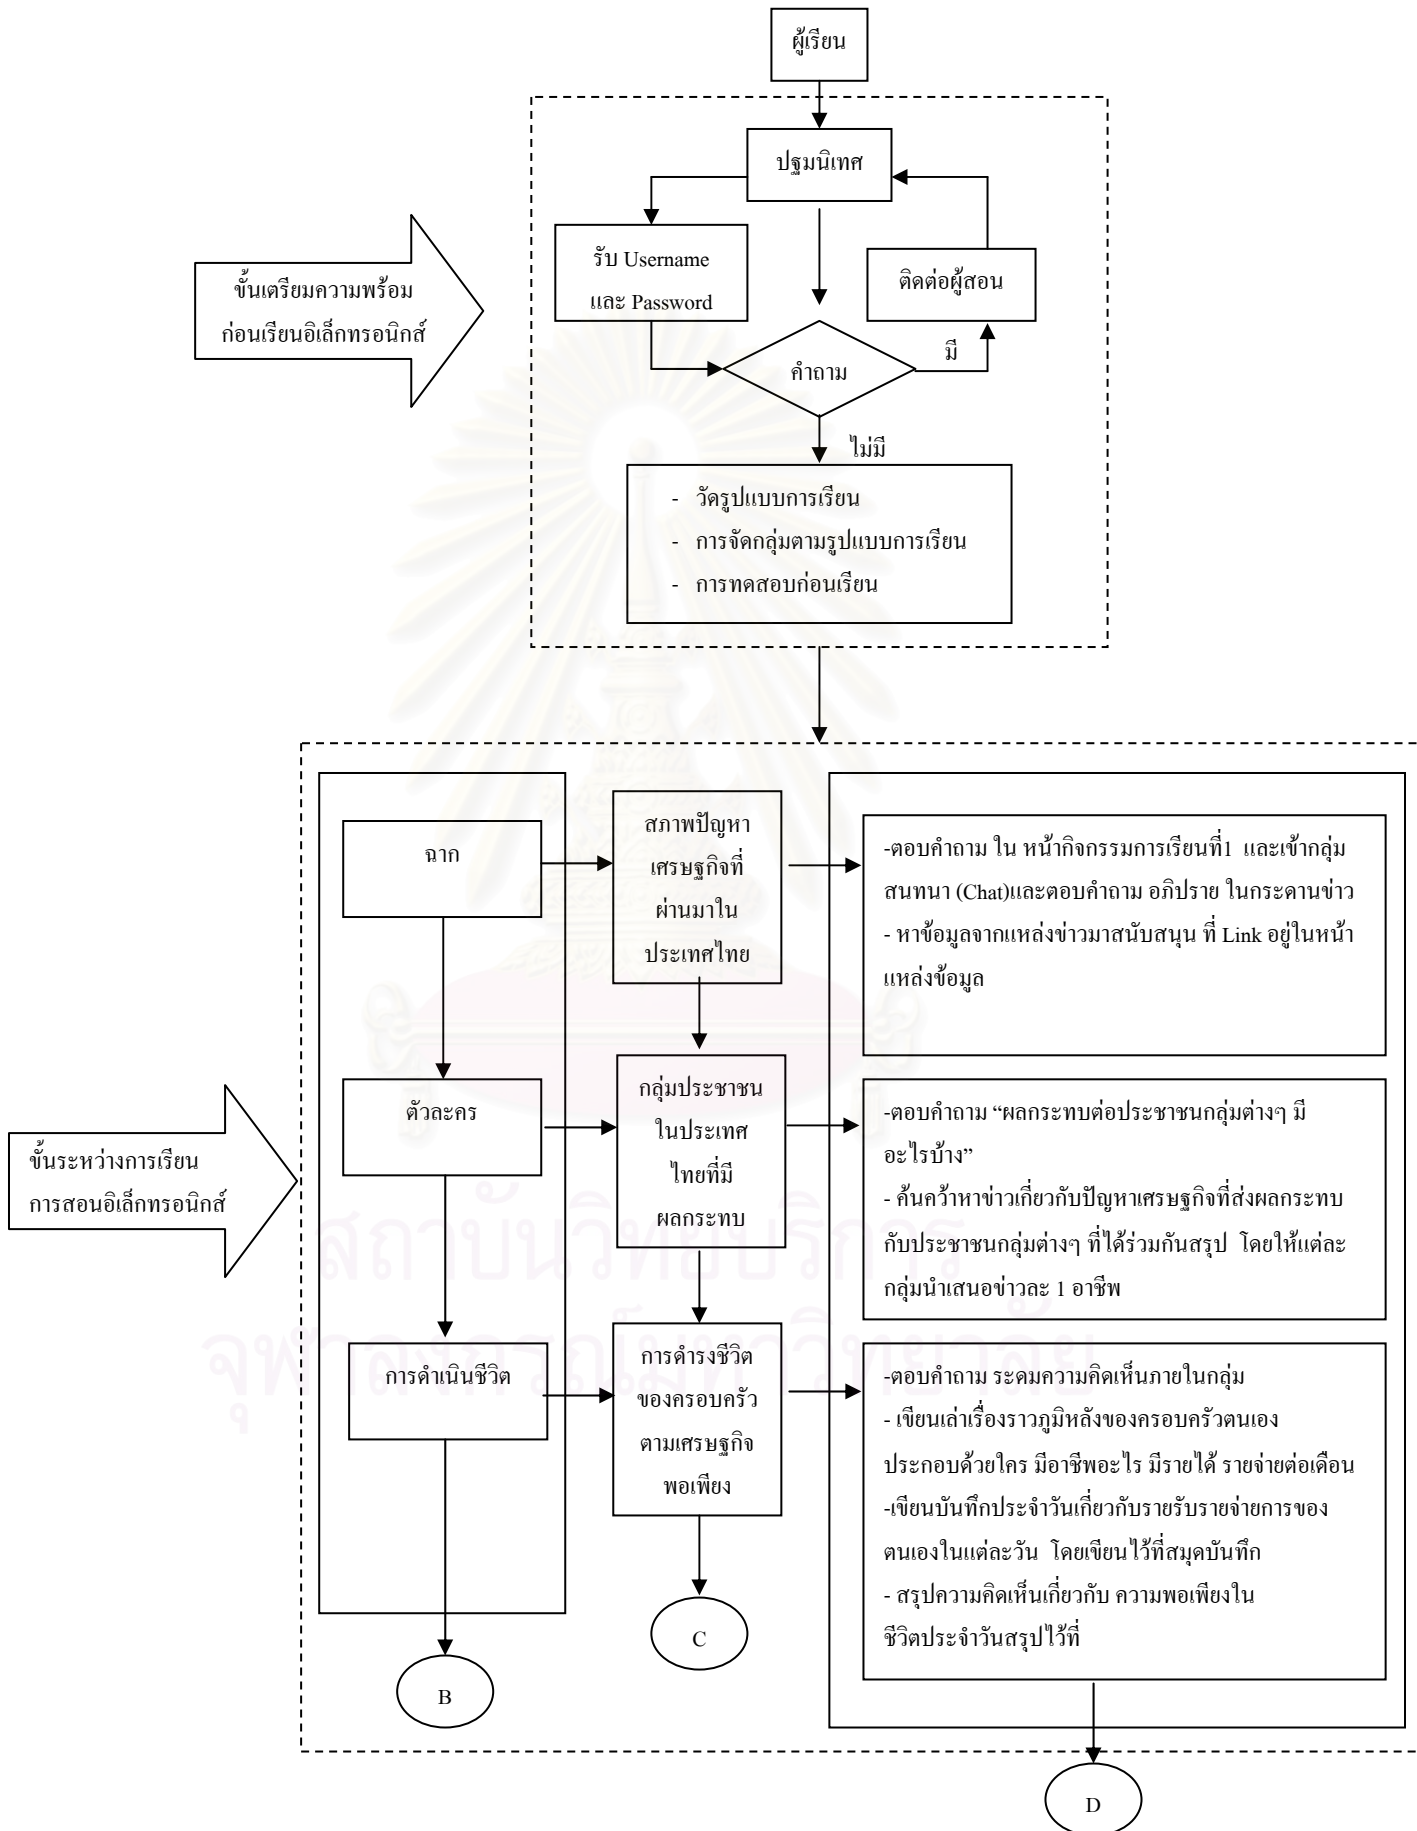 ผู้เรียน
ปฐมนิเทศ
รับ Username
และ Password
ติดต่อผู้สอน
ขั้นเตรียมความพร้อม
ก่อนเรียนอิเล็กทรอนิกส์
คำถาม
มี
ไม่มี
- วัดรูปแบบการเรียน
- การจัดกลุ่มตามรูปแบบการเรียน
- การทดสอบก่อนเรียน
ฉาก
สภาพปัญหา
เศรษฐกิจที่
ผ่านมาใน
ประเทศไทย
-ตอบคำถาม ใน หน้ากิจกรรมการเรียนที่1 และเข้ากลุ่ม
สนทนา (Chat)และตอบคำถาม อภิปราย ในกระดานข่าว
- หาข้อมูลจากแหล่งข่าวมาสนับสนุน ที่ Link อยู่ในหน้า
แหล่งข้อมูล
ขั้นระหว่างการเรียน
การสอนอิเล็กทรอนิกส์
ตัวละคร
กลุ่มประชาชน
ในประเทศ
ไทยที่มี
ผลกระทบ
-ตอบคำถาม “ผลกระทบต่อประชาชนกลุ่มต่างๆ มี
อะไรบ้าง”
- ค้นคว้าหาข่าวเกี่ยวกับปัญหาเศรษฐกิจที่ส่งผลกระทบ
กับประชาชนกลุ่มต่างๆ ที่ได้ร่วมกันสรุป โดยให้แต่ละ
กลุ่มนำเสนอข่าวละ 1 อาชีพ
สถาบันวิทยบริการ
จุฬาลงกรณ์มหาวิทยาลัย
การดำเนินชีวิต
การดำรงชีวิต
ของครอบครัว
ตามเศรษฐกิจ
พอเพียง
-ตอบคำถาม ระดมความคิดเห็นภายในกลุ่ม
- เขียนเล่าเรื่องราวภูมิหลังของครอบครัวตนเอง
ประกอบด้วยใคร มีอาชีพอะไร มีรายได้ รายจ่ายต่อเดือน
-เขียนบันทึกประจำวันเกี่ยวกับรายรับรายจ่ายการของ
ตนเองในแต่ละวัน โดยเขียนไว้ที่สมุดบันทึก
- สรุปความคิดเห็นเกี่ยวกับ ความพอเพียงใน
ชีวิตประจำวันสรุปไว้ที่
C
B
D